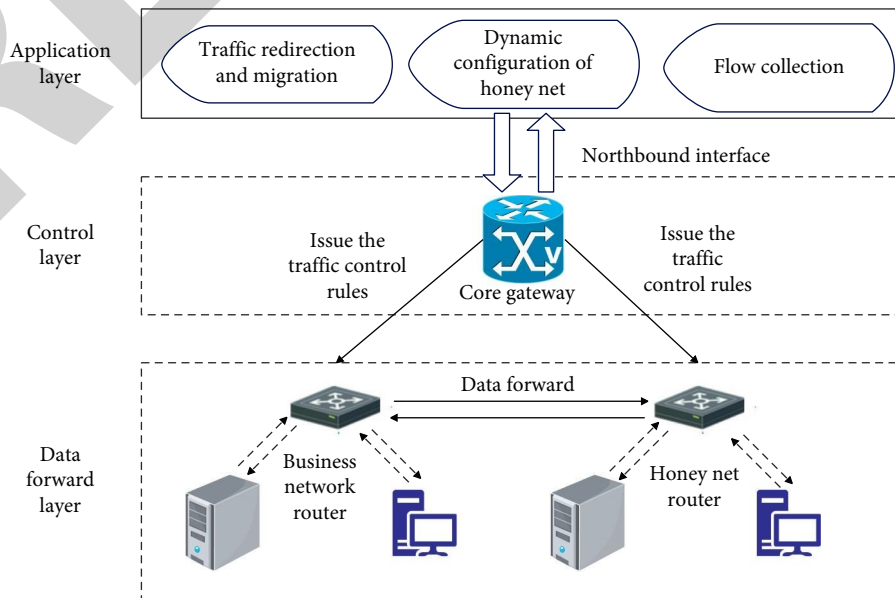 Application
layer
Traffic redirection
and migration
Dynamic
configuration of
honey net
Flow collection
Northbound interface
Control
layer
Issue the
traffic control
rules
V
Core gateway
Issue the
traffic
control rules
Data
forward
layer
Data forward
Business
network
router
Honey net
router